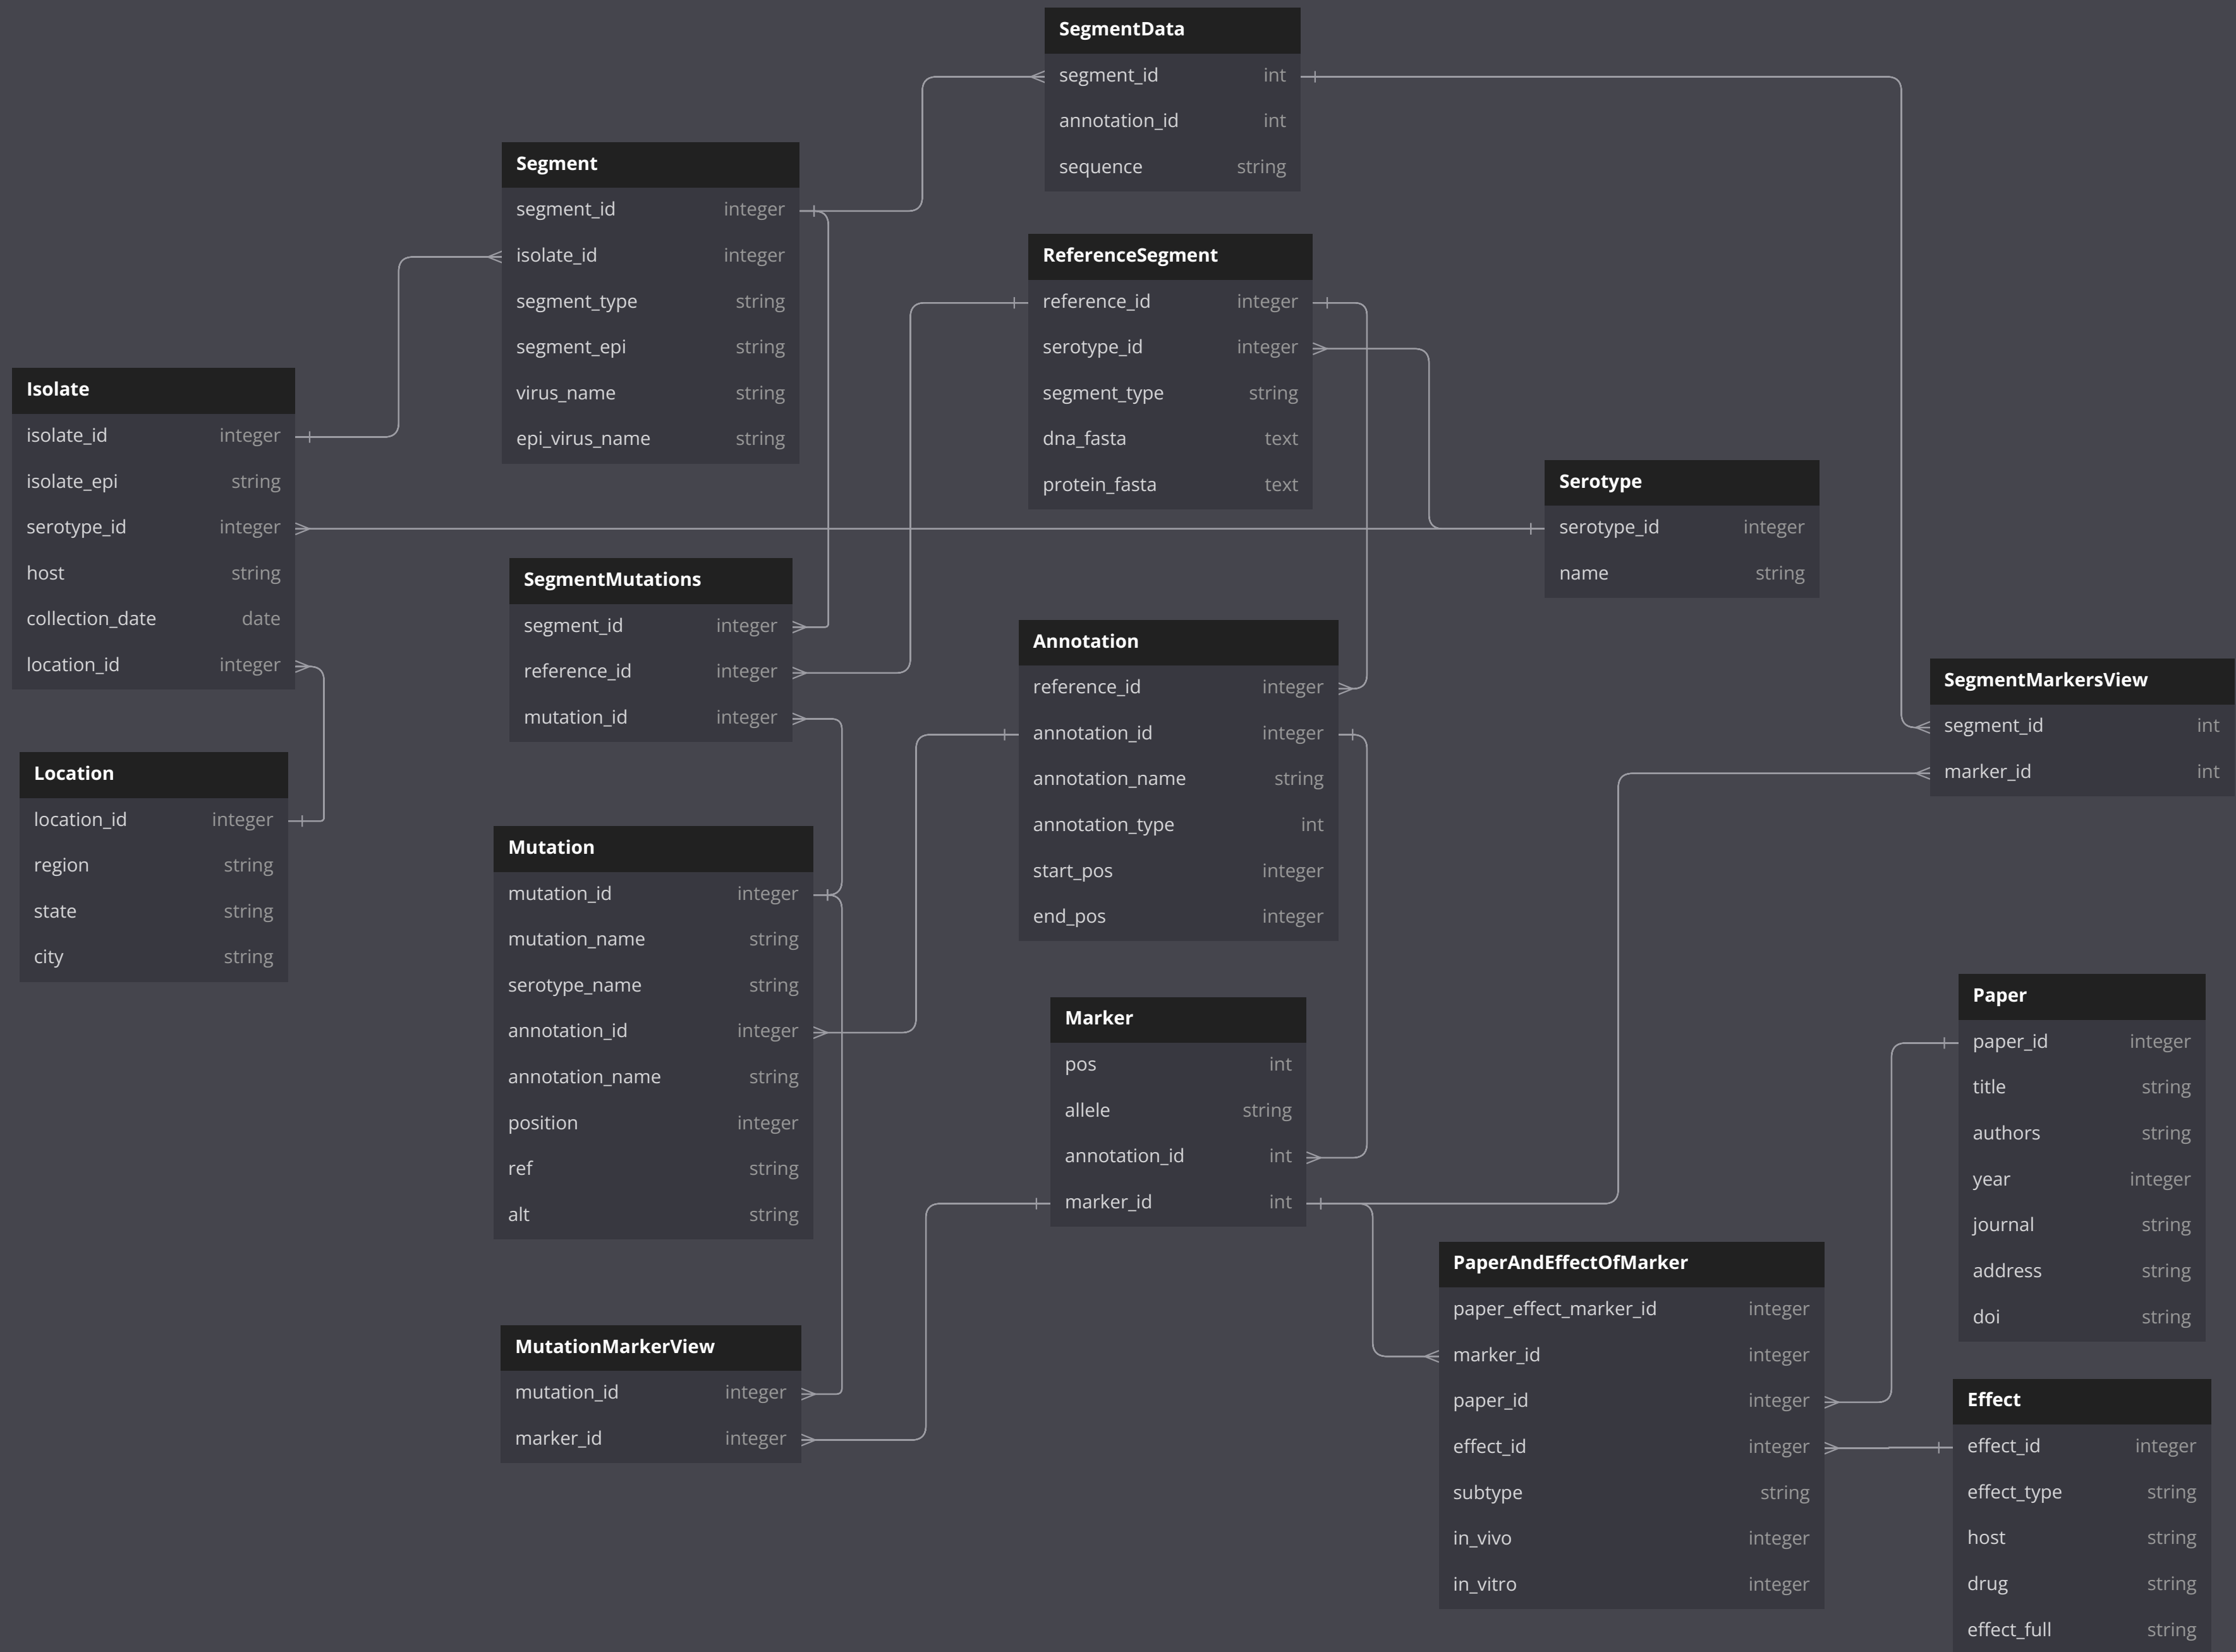 SegmentData
segment_id int
annotation_id int
sequence string
Segment
segment_id integer
isolate_id integer
segment_type string
segment_epi string
virus_name string
epi_virus_name string
ReferenceSegment
reference_id integer
serotype_id integer
segment_type string
dna_fasta text
protein_fasta text
Isolate
isolate_id integer
isolate_epi string
serotype_id integer
host string
collection_date date
location_id integer
Serotype
serotype_id integer
name string
SegmentMutations
segment_id integer
reference_id integer
mutation_id integer
Annotation
reference_id integer
annotation_id integer
annotation_name string
annotation_type int
start_pos integer
end_pos integer
SegmentMarkersView
segment_id int
marker_id int
Location
location_id integer
region string
state string
city string
Mutation
mutation_id integer
mutation_name string
serotype_name string
annotation_id integer
annotation_name string
position integer
ref string
alt string
Marker
pos int
allele string
annotation_id int
marker_id int
Paper
paper_id integer
title string
authors string
year integer
journal string
address string
doi string
PaperAndEffectOfMarker
paper_effect_marker_id integer
marker_id integer
paper_id integer
effect_id integer
subtype string
in_vivo integer
in_vitro integer
MutationMarkerView
mutation_id integer
marker_id integer
Effect
effect_id integer
effect_type string
host string
drug string
effect_full string